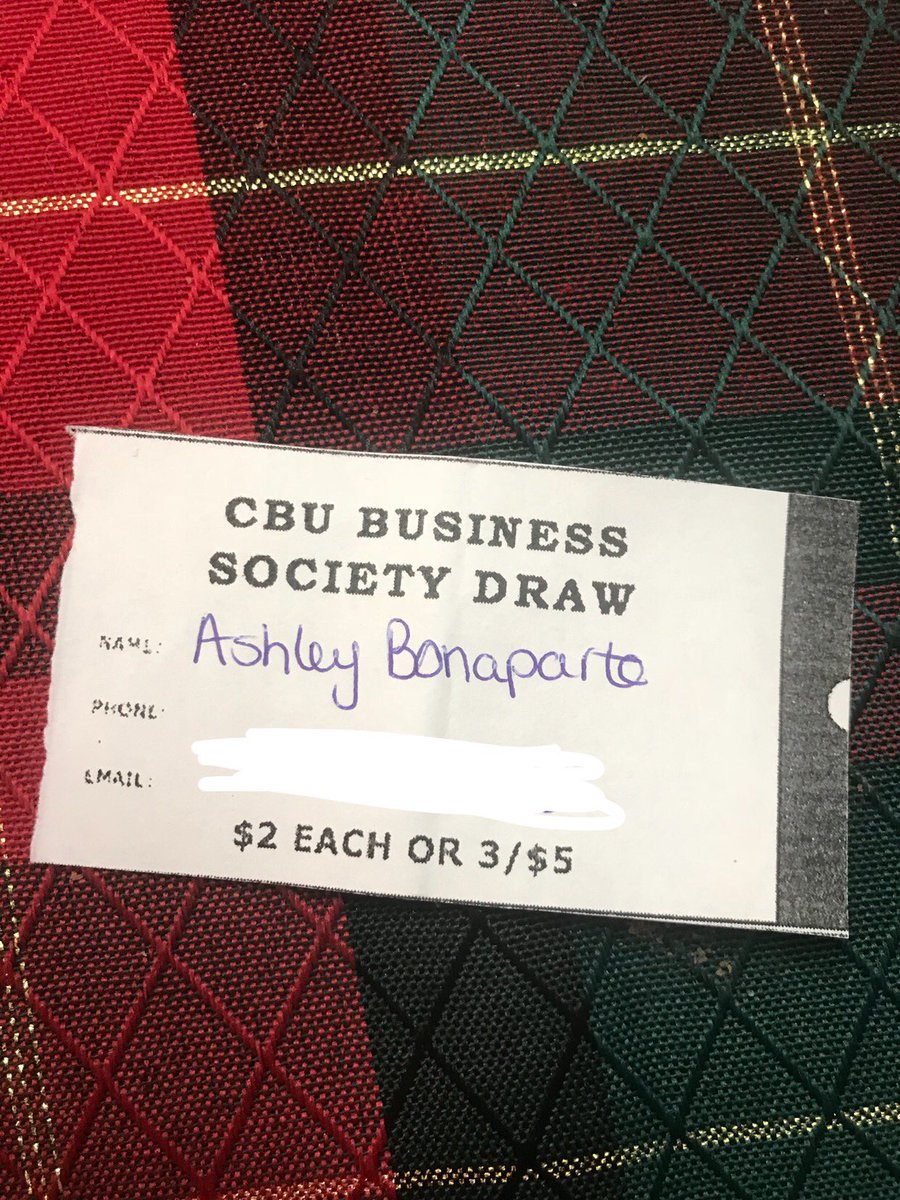 CBU BUSINESS
SOCIETY DRAW
NAME: Ashley Bonaparte
PHONE:
EMAIL:
$2 EACH OR 3/$5